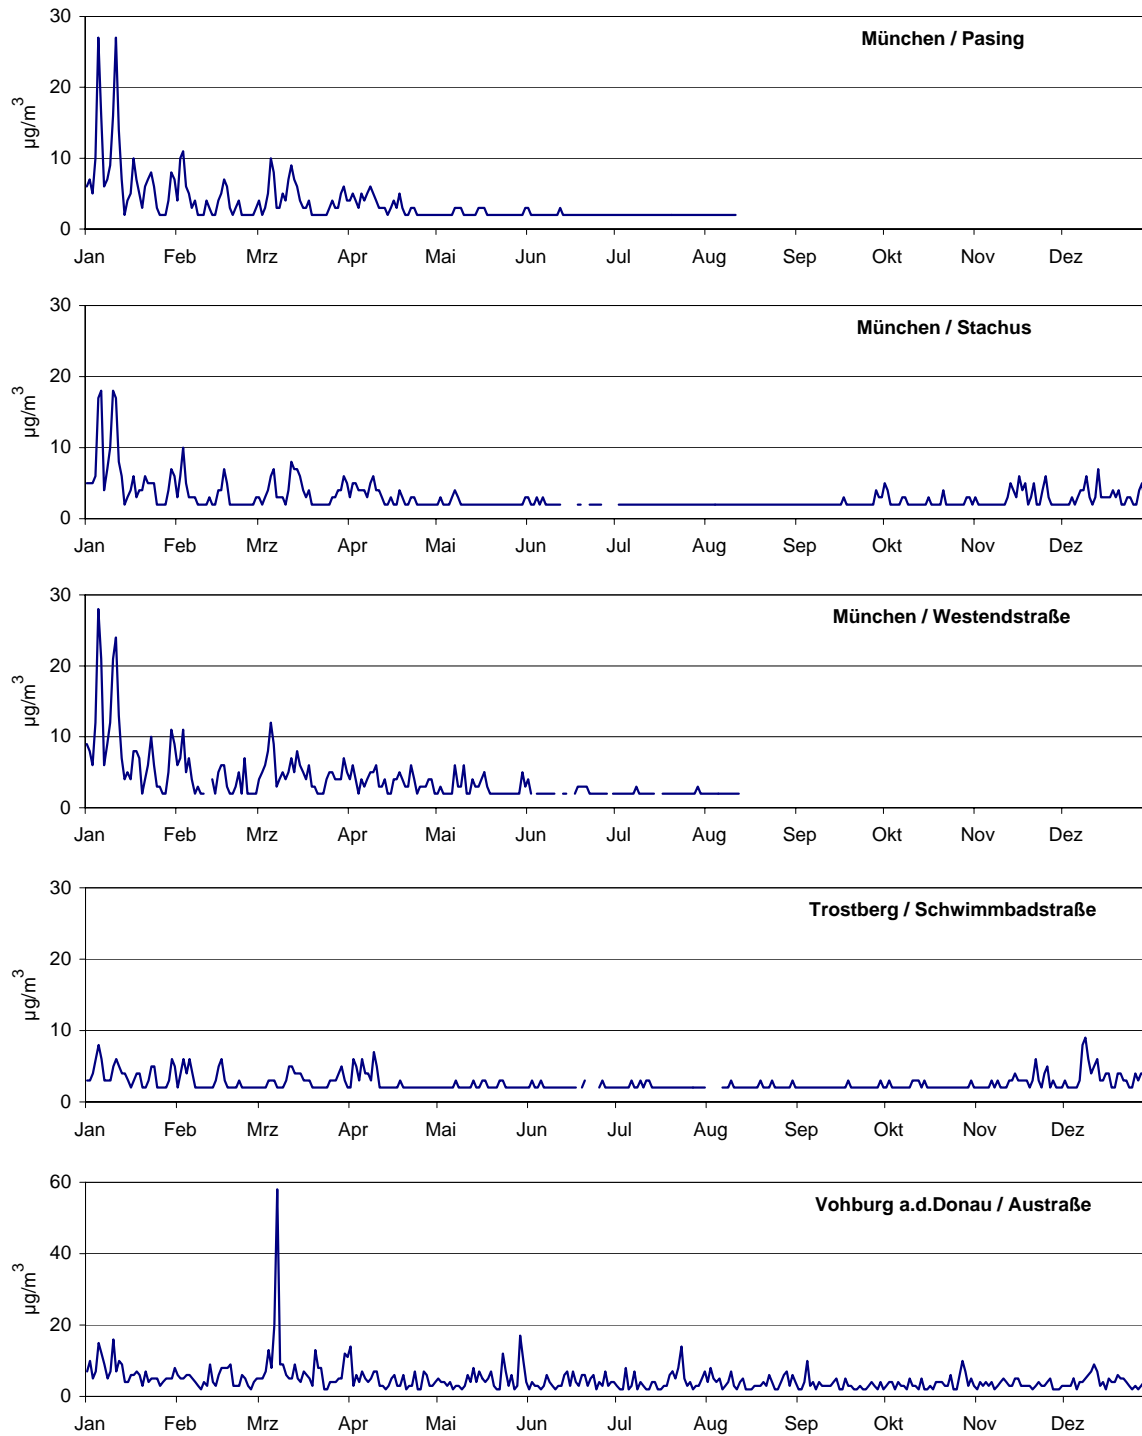 München / Pasing
30
20
10
0
µg/m³
Jan Feb Mrz Apr Mai Jun Jul Aug Sep Okt Nov Dez
München / Stachus
30
20
10
0
µg/m³
Jan Feb Mrz Apr Mai Jun Jul Aug Sep Okt Nov Dez
München / Westendstraße
30
20
10
0
µg/m³
Jan Feb Mrz Apr Mai Jun Jul Aug Sep Okt Nov Dez
Trostberg / Schwimmbadstraße
30
20
10
0
µg/m³
Jan Feb Mrz Apr Mai Jun Jul Aug Sep Okt Nov Dez
Vohburg a.d.Donau / Austraße
60
40
20
0
µg/m³
Jan Feb Mrz Apr Mai Jun Jul Aug Sep Okt Nov Dez